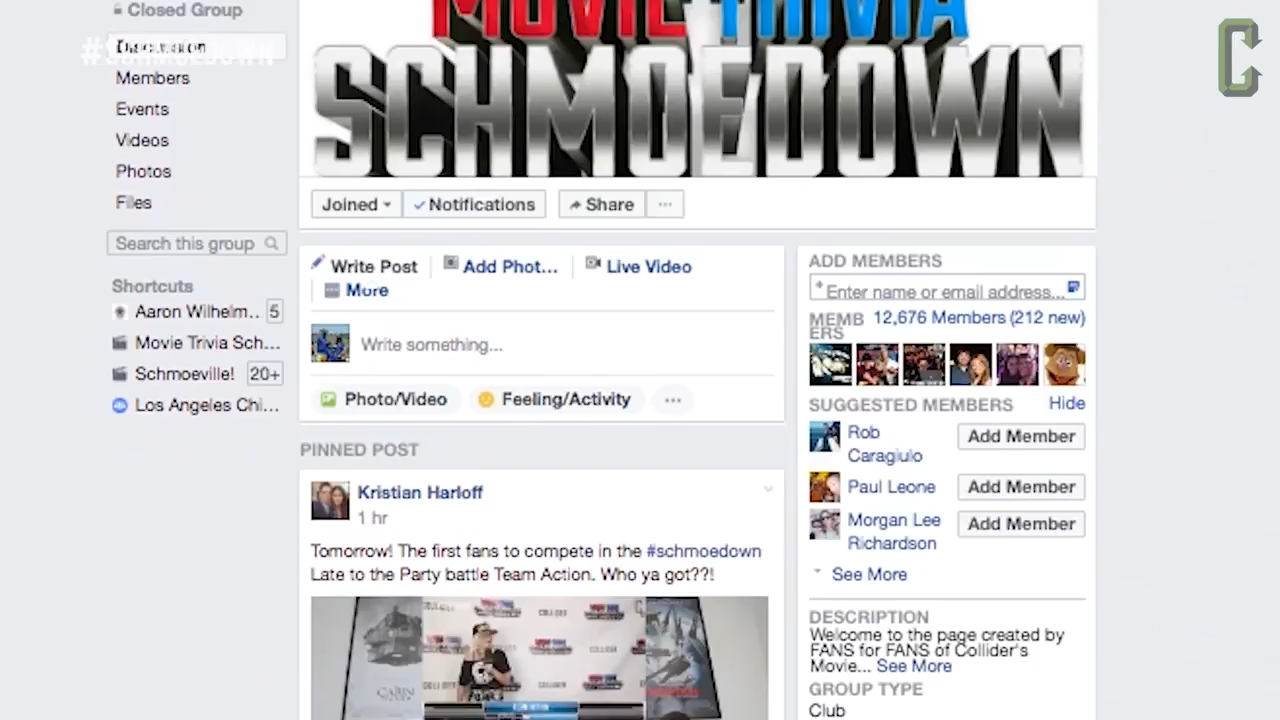 Closed Group
Discussion
#SCHMOEDOWN
Members
Events
Videos
Photos
Files
Search this group
Shortcuts
Aaron Wilhelm.. 5
Movie Trivia Sch...
Schmoeville! 20+
Los Angeles Chi...
MOVIE TRIVIA
SCHMOEDOWN
Joined
Notifications
Share
...
Write Post
Add Phot...
Live Video
More
Write something...
Photo/Video
Feeling/Activity
...
PINNED POST
Kristian Harloff
1 hr
Tomorrow! The first fans to compete in the #schmoedown
Late to the Party battle Team Action. Who ya got??!
COLLIDER
COLLIDER
CABIN
ADD MEMBERS
+ Enter name or email address...
MEMB
ERS
12,676 Members (212 new)
SUGGESTED MEMBERS
Hide
Rob
Caragiulo
Add Member
Paul Leone
Add Member
Morgan Lee
Richardson
Add Member
See More
DESCRIPTION
Welcome to the page created by
FANS for FANS of Collider's
Movie... See More
GROUP TYPE
Club
C